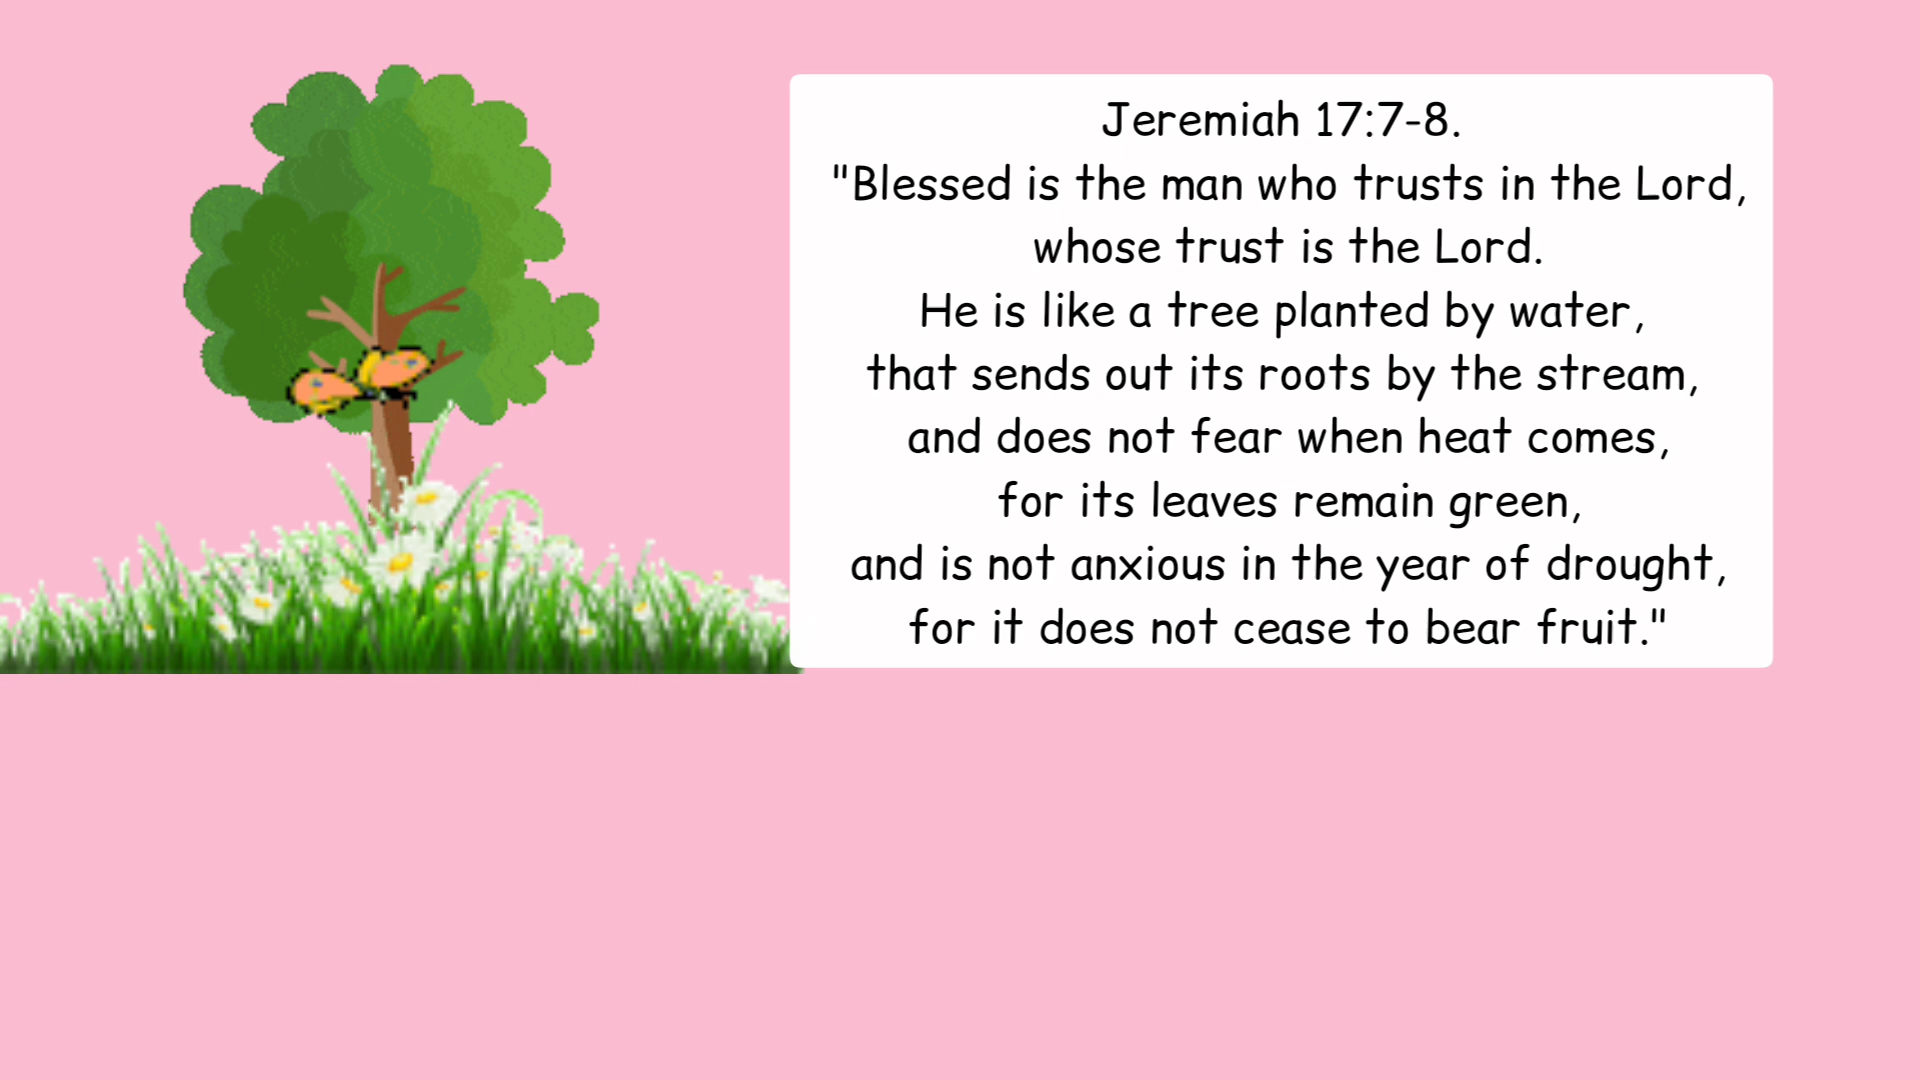 Jeremiah 17:7-8.
"Blessed is the man who trusts in the Lord,
whose trust is the Lord.
He is like a tree planted by water,
that sends out its roots by the stream,
and does not fear when heat comes,
for its leaves remain green,
and is not anxious in the year of drought,
for it does not cease to bear fruit."